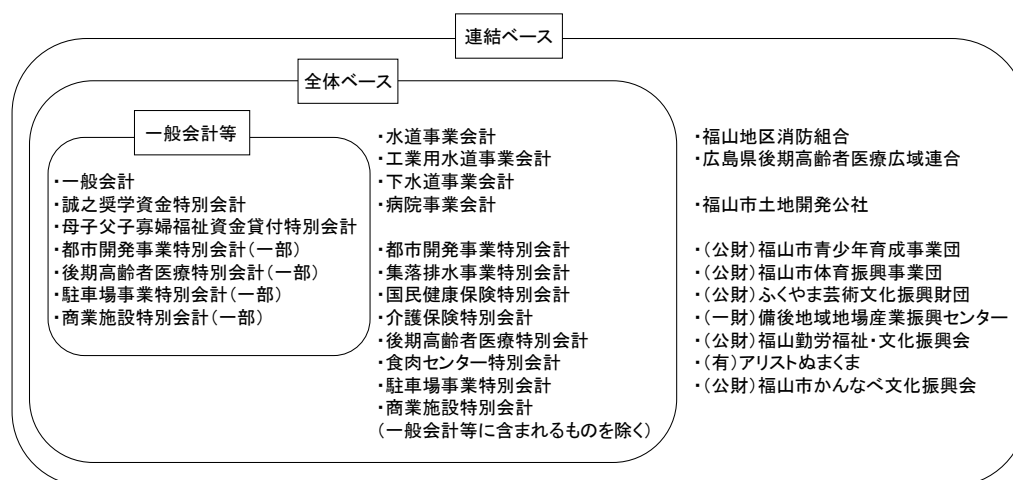 連結ベース
全体ベース
一般会計等
・一般会計
・誠之奨学資金特別会計
・母子父子寡婦福祉資金貸付特別会計
・都市開発事業特別会計(一部)
・後期高齢者医療特別会計(一部)
・駐車場事業特別会計(一部)
・商業施設特別会計(一部)
・水道事業会計
・工業用水道事業会計
・下水道事業会計
・病院事業会計
・都市開発事業特別会計
・集落排水事業特別会計
・国民健康保険特別会計
・介護保険特別会計
・後期高齢者医療特別会計
・食肉センター特別会計
・駐車場事業特別会計
・商業施設特別会計
(一般会計等に含まれるものを除く)
・福山地区消防組合
・広島県後期高齢者医療広域連合
・福山市土地開発公社
・(公財)福山市青少年育成事業団
・(公財)福山市体育振興事業団
・(公財)ふくやま芸術文化振興財団
・(一財)備後地域地場産業振興センター
・(公財)福山勤労福祉・文化振興会
・(有)アリストぬまくま
・(公財)福山市かんなべ文化振興会